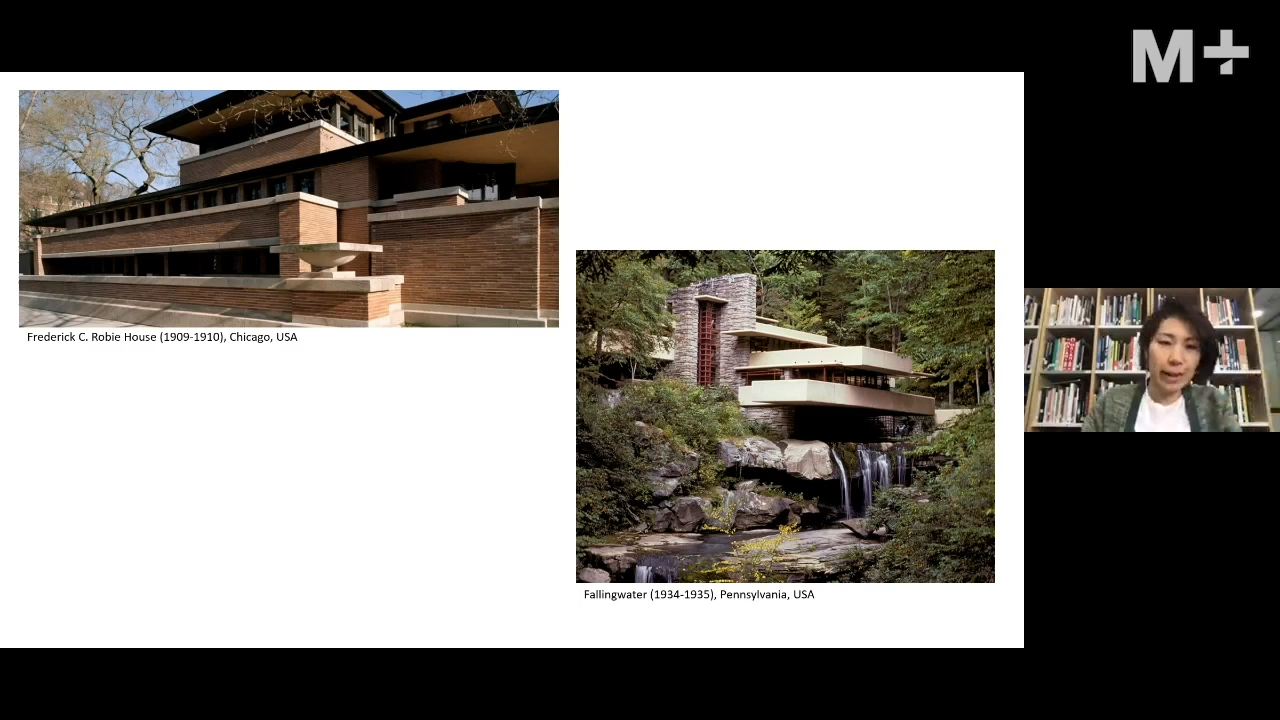 M+
Frederick C. Robie House (1909-1910), Chicago, USA
Fallingwater (1934-1935), Pennsylvania, USA